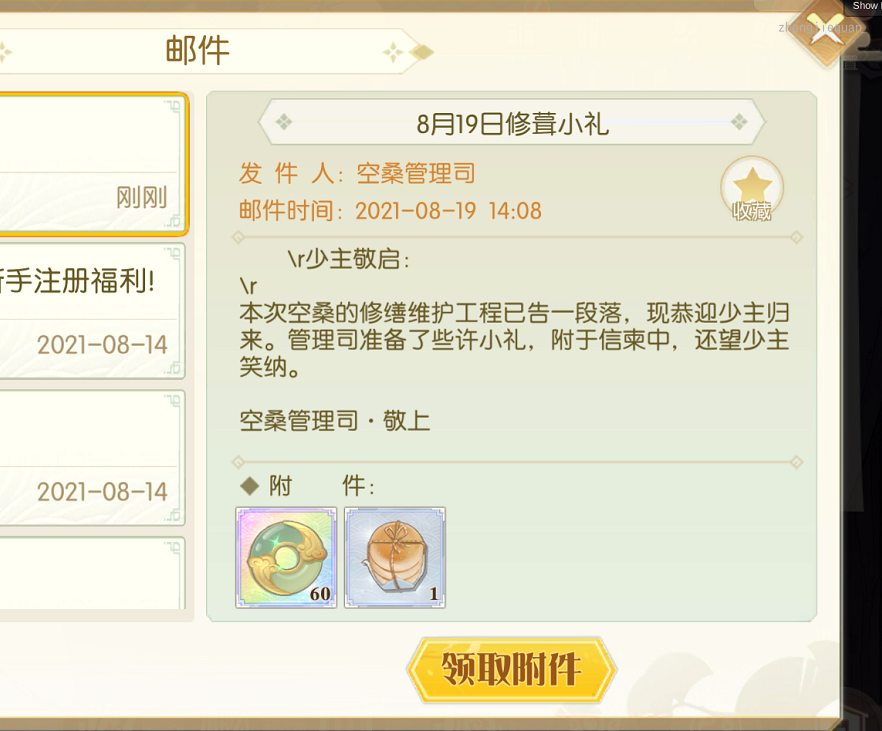 Show
邮件
8月19日修葺小礼
刚刚
发 件 人：空桑管理司
邮件时间：2021-08-19 14:08
收藏
新手注册福利!
2021-08-14
2021-08-14
\r少主敬启：
\r
本次空桑的修缮维护工程已告一段落，现恭迎少主归
来。管理司准备了些许小礼，附于信柬中，还望少主
笑纳。
空桑管理司·敬上
附 件：
60
1
领取附件